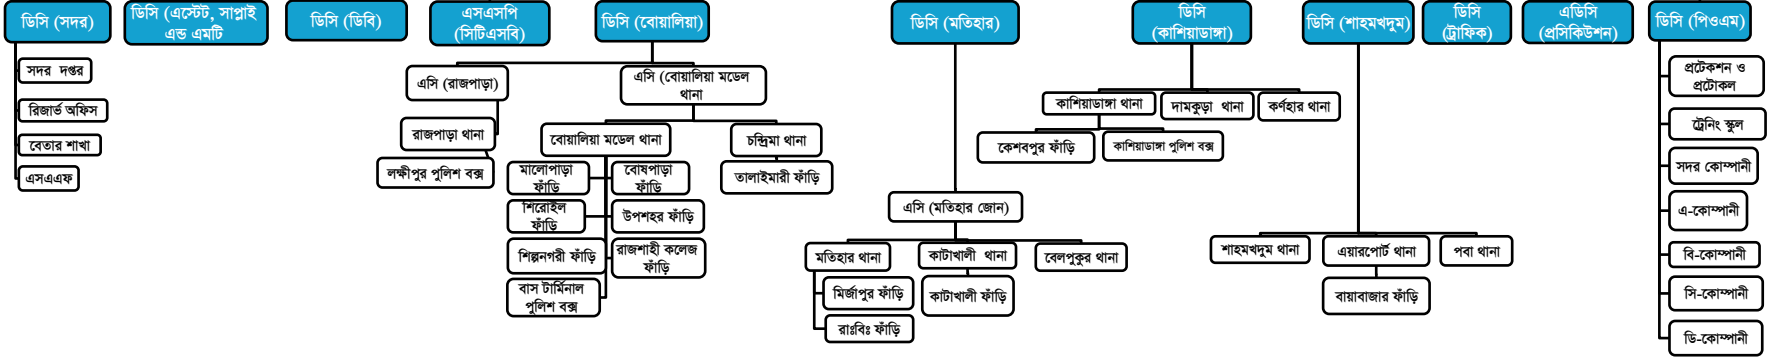 ডিসি (সদর)
ডিসি (এস্টেট, সাপ্লাই
এন্ড এমটি
ডিসি (ডিবি)
এসএসপি
(সিটিএসবি)
ডিসি (বোয়ালিয়া)
ডিসি (মতিহার)
ডিসি
(কাশিয়াডাঙ্গা)
ডিসি (শাহমখদুম)
ডিসি
(ট্রাফিক)
এডিসি
(প্রসিকিউশন)
ডিসি (পিওএম)
সদর দপ্তর
রিজার্ভ অফিস
বেতার শাখা
এসএএফ
এসি (রাজপাড়া)
রাজপাড়া থানা
লক্ষীপুর পুলিশ বক্স
এসি (বোয়ালিয়া মডেল
থানা
বোয়ালিয়া মডেল থানা
মালোপাড়া
ফাঁড়ি
বোষপাড়া
ফাঁড়ি
শিরোইল
ফাঁড়ি
উপশহর ফাঁড়ি
শিল্পনগরী ফাঁড়ি
রাজশাহী কলেজ
ফাঁড়ি
বাস টার্মিনাল
পুলিশ বক্স
চন্দ্রিমা থানা
তালাইমারী ফাঁড়ি
এসি (মতিহার জোন)
মতিহার থানা
মির্জাপুর ফাঁড়ি
রাঃবিঃ ফাঁড়ি
কাটাখালী থানা
কাটাখালী ফাঁড়ি
বেলপুকুর থানা
কাশিয়াডাঙ্গা থানা
দামকুড়া থানা
কর্ণহার থানা
কেশবপুর ফাঁড়ি
কাশিয়াডাঙ্গা পুলিশ বক্স
শাহমখদুম থানা
এয়ারপোর্ট থানা
পবা থানা
বায়াবাজার ফাঁড়ি
প্রটেকশন ও
প্রটোকল
ট্রেনিং স্কুল
সদর কোম্পানী
এ-কোম্পানী
বি-কোম্পানী
সি-কোম্পানী
ডি-কোম্পানী